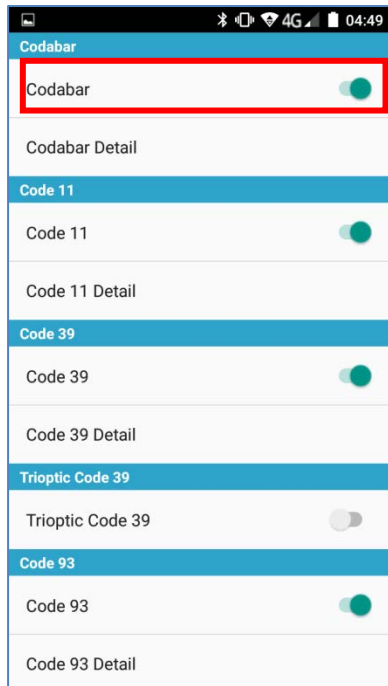 4G 04:49
Codabar
Codabar
Codabar Detail
Code 11
Code 11
Code 11 Detail
Code 39
Code 39
Code 39 Detail
Trioptic Code 39
Trioptic Code 39
Code 93
Code 93
Code 93 Detail